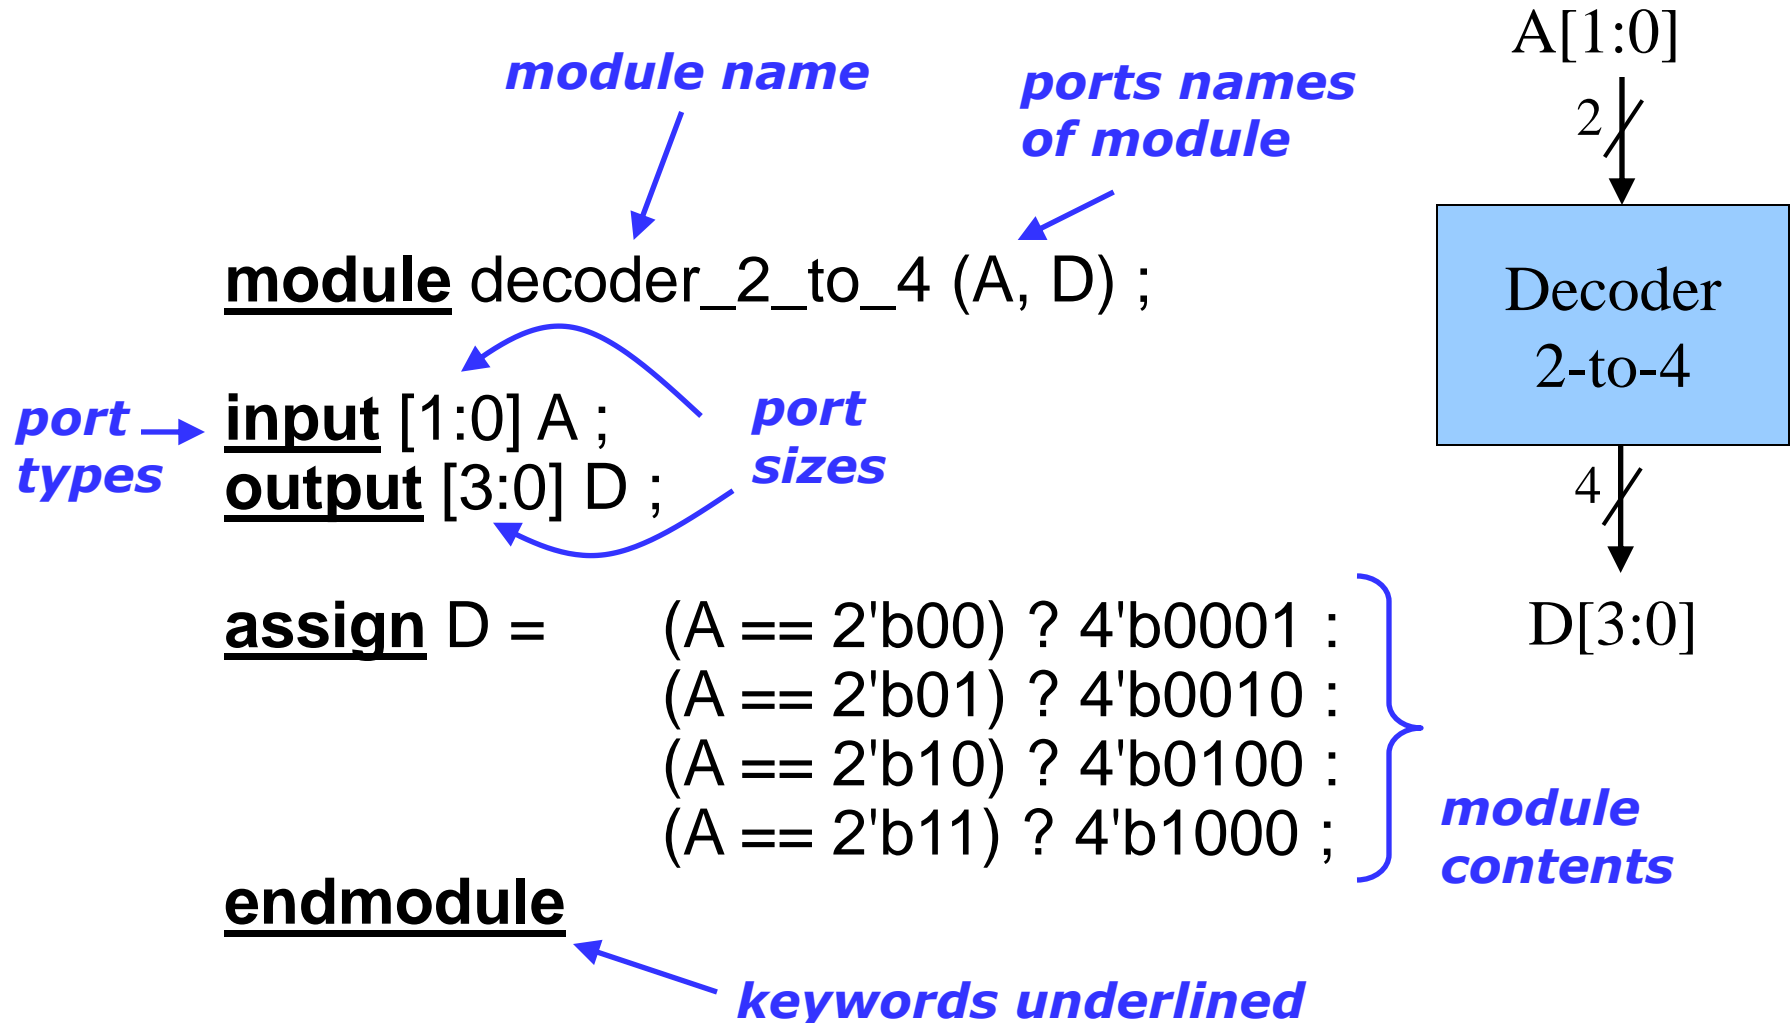 module name
ports names
of module
module decoder_2_to_4 (A, D) ;
port
types
input [1:0] A ;
output [3:0] D ;
port
sizes
assign D = (A == 2'b00) ? 4'b0001 :
(A == 2'b01) ? 4'b0010 :
(A == 2'b10) ? 4'b0100 :
(A == 2'b11) ? 4'b1000 ;
module
contents
endmodule
keywords underlined
A[1:0]
2
Decoder
2-to-4
4
D[3:0]